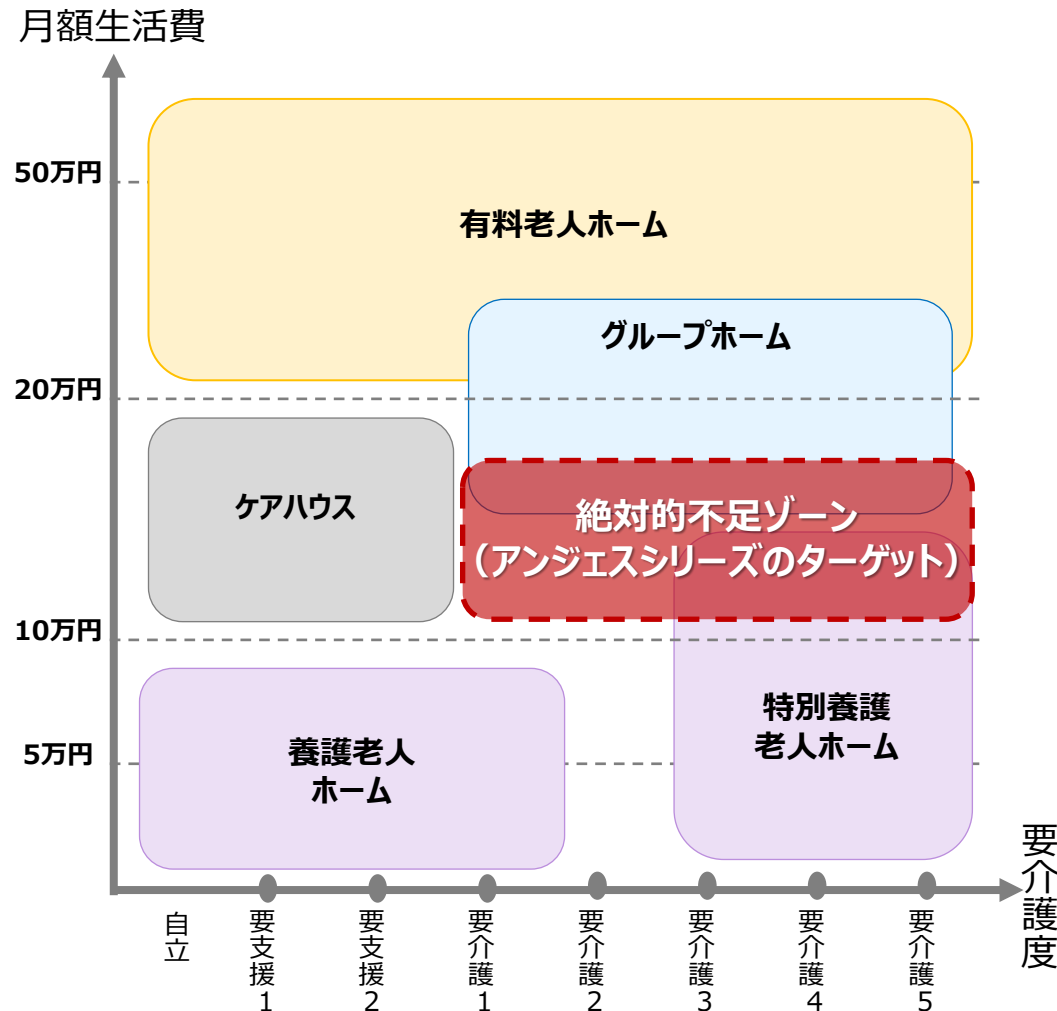 月額生活費
50万円
有料老人ホーム
グループホーム
20万円
ケアハウス
絶対的不足ゾーン
（アンジェスシリーズのターゲット）
10万円
特別養護
老人ホーム
養護老人
ホーム
5万円
要介護度
自立
要支援1
要支援2
要介護1
要介護2
要介護3
要介護4
要介護5